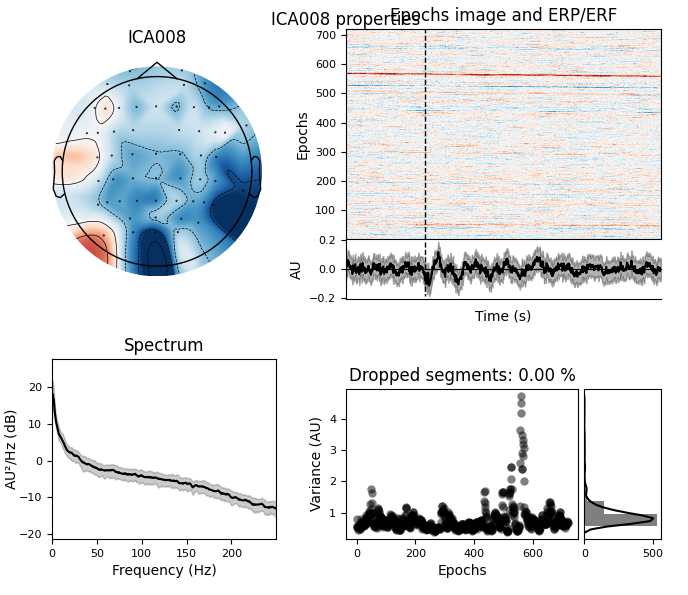 ICA008 properties
ICA008
Epochs image and ERP/ERF
700
600
500
400
300
200
100
Epochs
0.2
0.0
−0.2
AU
Time (s)
Spectrum
20
10
0
−10
−20
AU²/Hz (dB)
0 50 100 150 200
Frequency (Hz)
Dropped segments: 0.00 %
4
3
2
1
Variance (AU)
0 200 400 600
Epochs
0 500